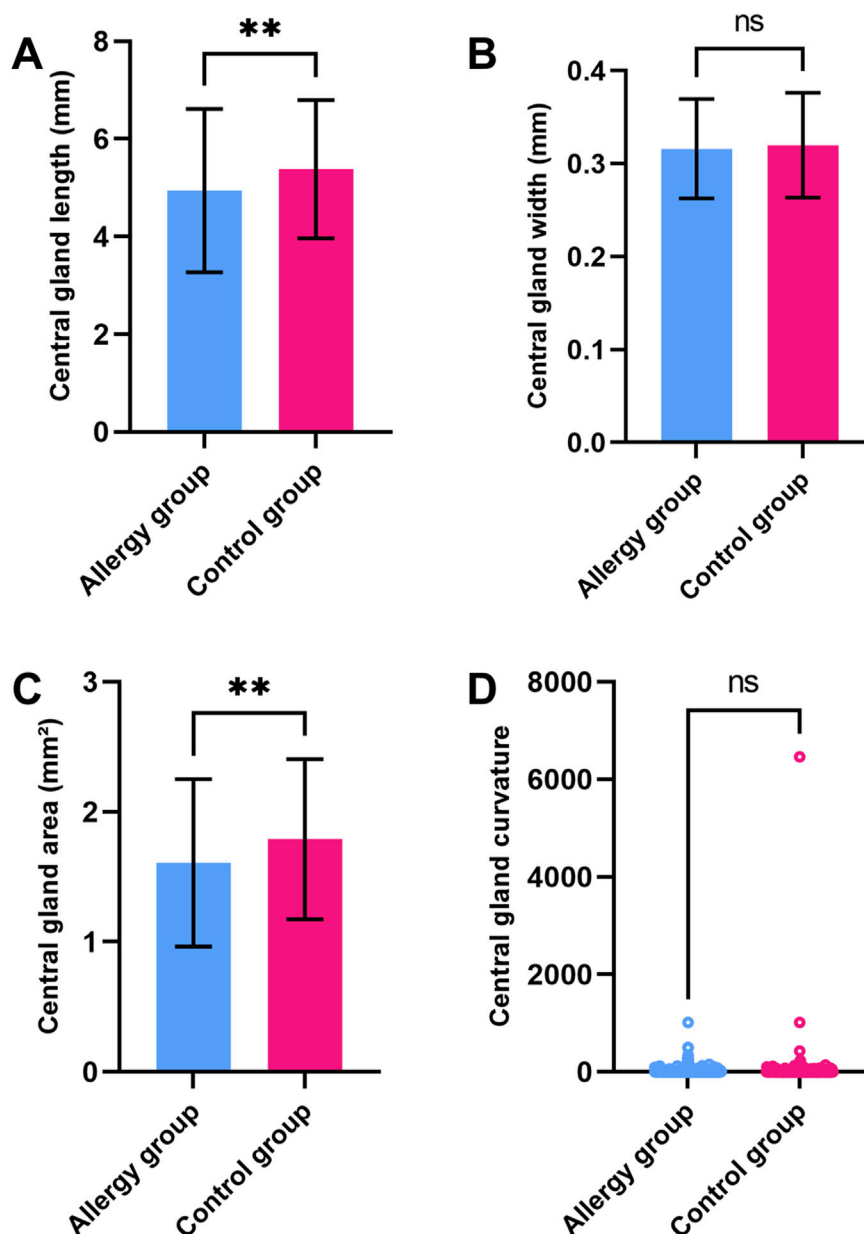 A
**
Central gland length (mm)
8
6
4
2
0
Allergy group
Control group
B
ns
Central gland width (mm)
0.4
0.3
0.2
0.1
0.0
Allergy group
Control group
C
**
Central gland area (mm²)
3
2
1
0
Allergy group
Control group
D
ns
Central gland curvature
8000
6000
4000
2000
0
Allergy group
Control group